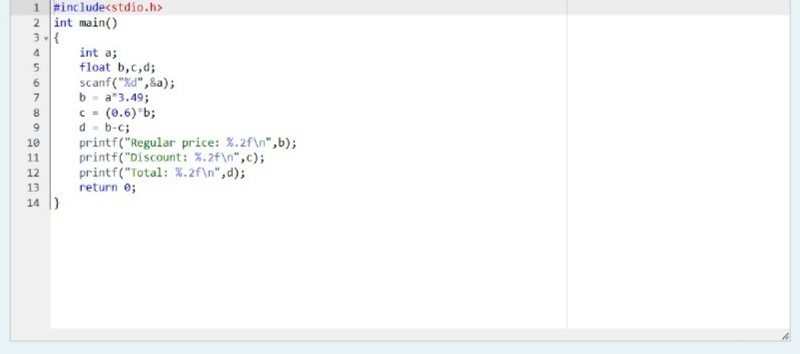 1 #include<stdio.h>
2 int main()
3 {
4 int a;
5 float b,c,d;
6 scanf("%d",&a);
7 b = a*3.49;
8 c = (0.6)*b;
9 d = b-c;
10 printf("Regular price: %.2f\n",b);
11 printf("Discount: %.2f\n",c);
12 printf("Total: %.2f\n",d);
13 return 0;
14 }